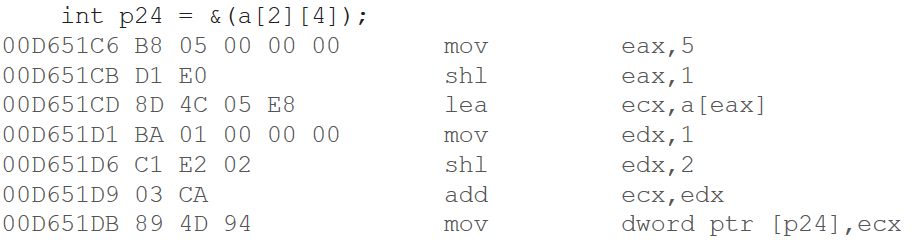 int p24 = &(a[2][4]);
00D651C6 B8 05 00 00 00 mov eax,5
00D651CB D1 E0 shl eax,1
00D651CD 8D 4C 05 E8 lea ecx,a[eax]
00D651D1 BA 01 00 00 00 mov edx,1
00D651D6 C1 E2 02 shl edx,2
00D651D9 03 CA add ecx,edx
00D651DB 89 4D 94 mov dword ptr [p24],ecx